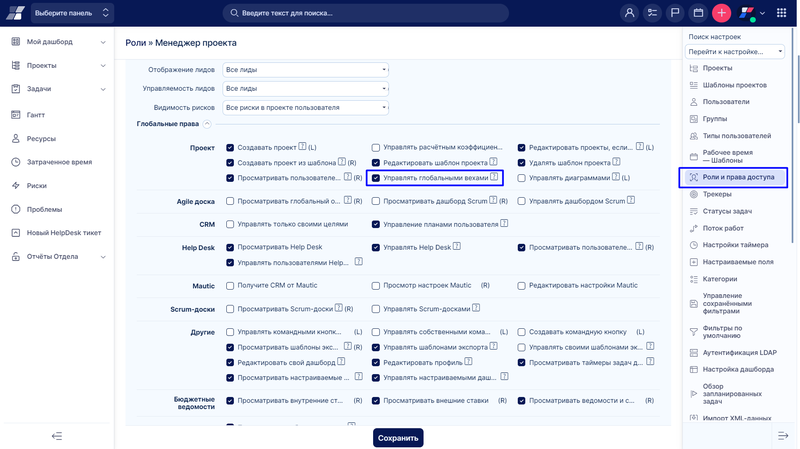 Выберите панель
Введите текст для поиска...
Мой дашборд
Проекты
Задачи
Гантт
Ресурсы
Затраченное время
Риски
Проблемы
Новый HelpDesk тикет
Отчёты Отдела
Роли » Менеджер проекта
Отображение лидов Все лиды
Управляемость лидов Все лиды
Видимость рисков Все риски в проекте пользователя
Глобальные права
Проект
Создавать проект ? (L) Управлять расчётным коэффициен... Редактировать проекты, если... ? (L)
Создавать проект из шаблона ? (R) Редактировать шаблон проекта ? Удалять шаблон проекта ?
Просматривать пользователе... ? (R) Управлять глобальными вехами ? Управлять диаграммами ? (L)
Agile доска
Просматривать глобальный о... ? (R) Просматривать дашборд Scrum ? (R) Управлять дашбордом Scrum ?
CRM
Управлять только своими целями Управление планами пользователя ?
Help Desk
Просматривать Help Desk Управлять Help Desk ? Просматривать пользователе... ? (R)
Управлять пользователями Help... ?
Mautic
Получите CRM от Mautic Просмотр настроек Mautic (R) Редактировать настройки Mautic
Scrum-доски
Просматривать Scrum-доски ? (R) Управлять Scrum-досками ?
Другие
Управлять командными кнопк... (L) Управлять собственными кома... (L) Создавать командную кнопку (L)
Просматривать шаблоны экс... ? (R) Управлять шаблонами экспорта ? Управлять своими шаблонами эк... ?
Редактировать свой дашборд ? Редактировать профиль ? Просматривать таймеры задач д... ?
Просматривать настраиваемые ... ? Управлять настраиваемыми даш... ?
Бюджетные ведомости
Просматривать внутренние ст... (R) Просматривать внешние ставки (R) Просматривать ведомости и с... (R)
Сохранить
Поиск настроек
Перейти к настройке...
Проекты
Шаблоны проектов
Пользователи
Группы
Типы пользователей
Рабочее время
— Шаблоны
Роли и права доступа
Трекеры
Статусы задач
Поток работ
Настройки таймера
Настраиваемые поля
Категории
Управление
сохранёнными
фильтрами
Фильтры по
умолчанию
Аутентификация LDAP
Настройка дашборда
Обзор
запланированных
задач
Импорт XML-данных